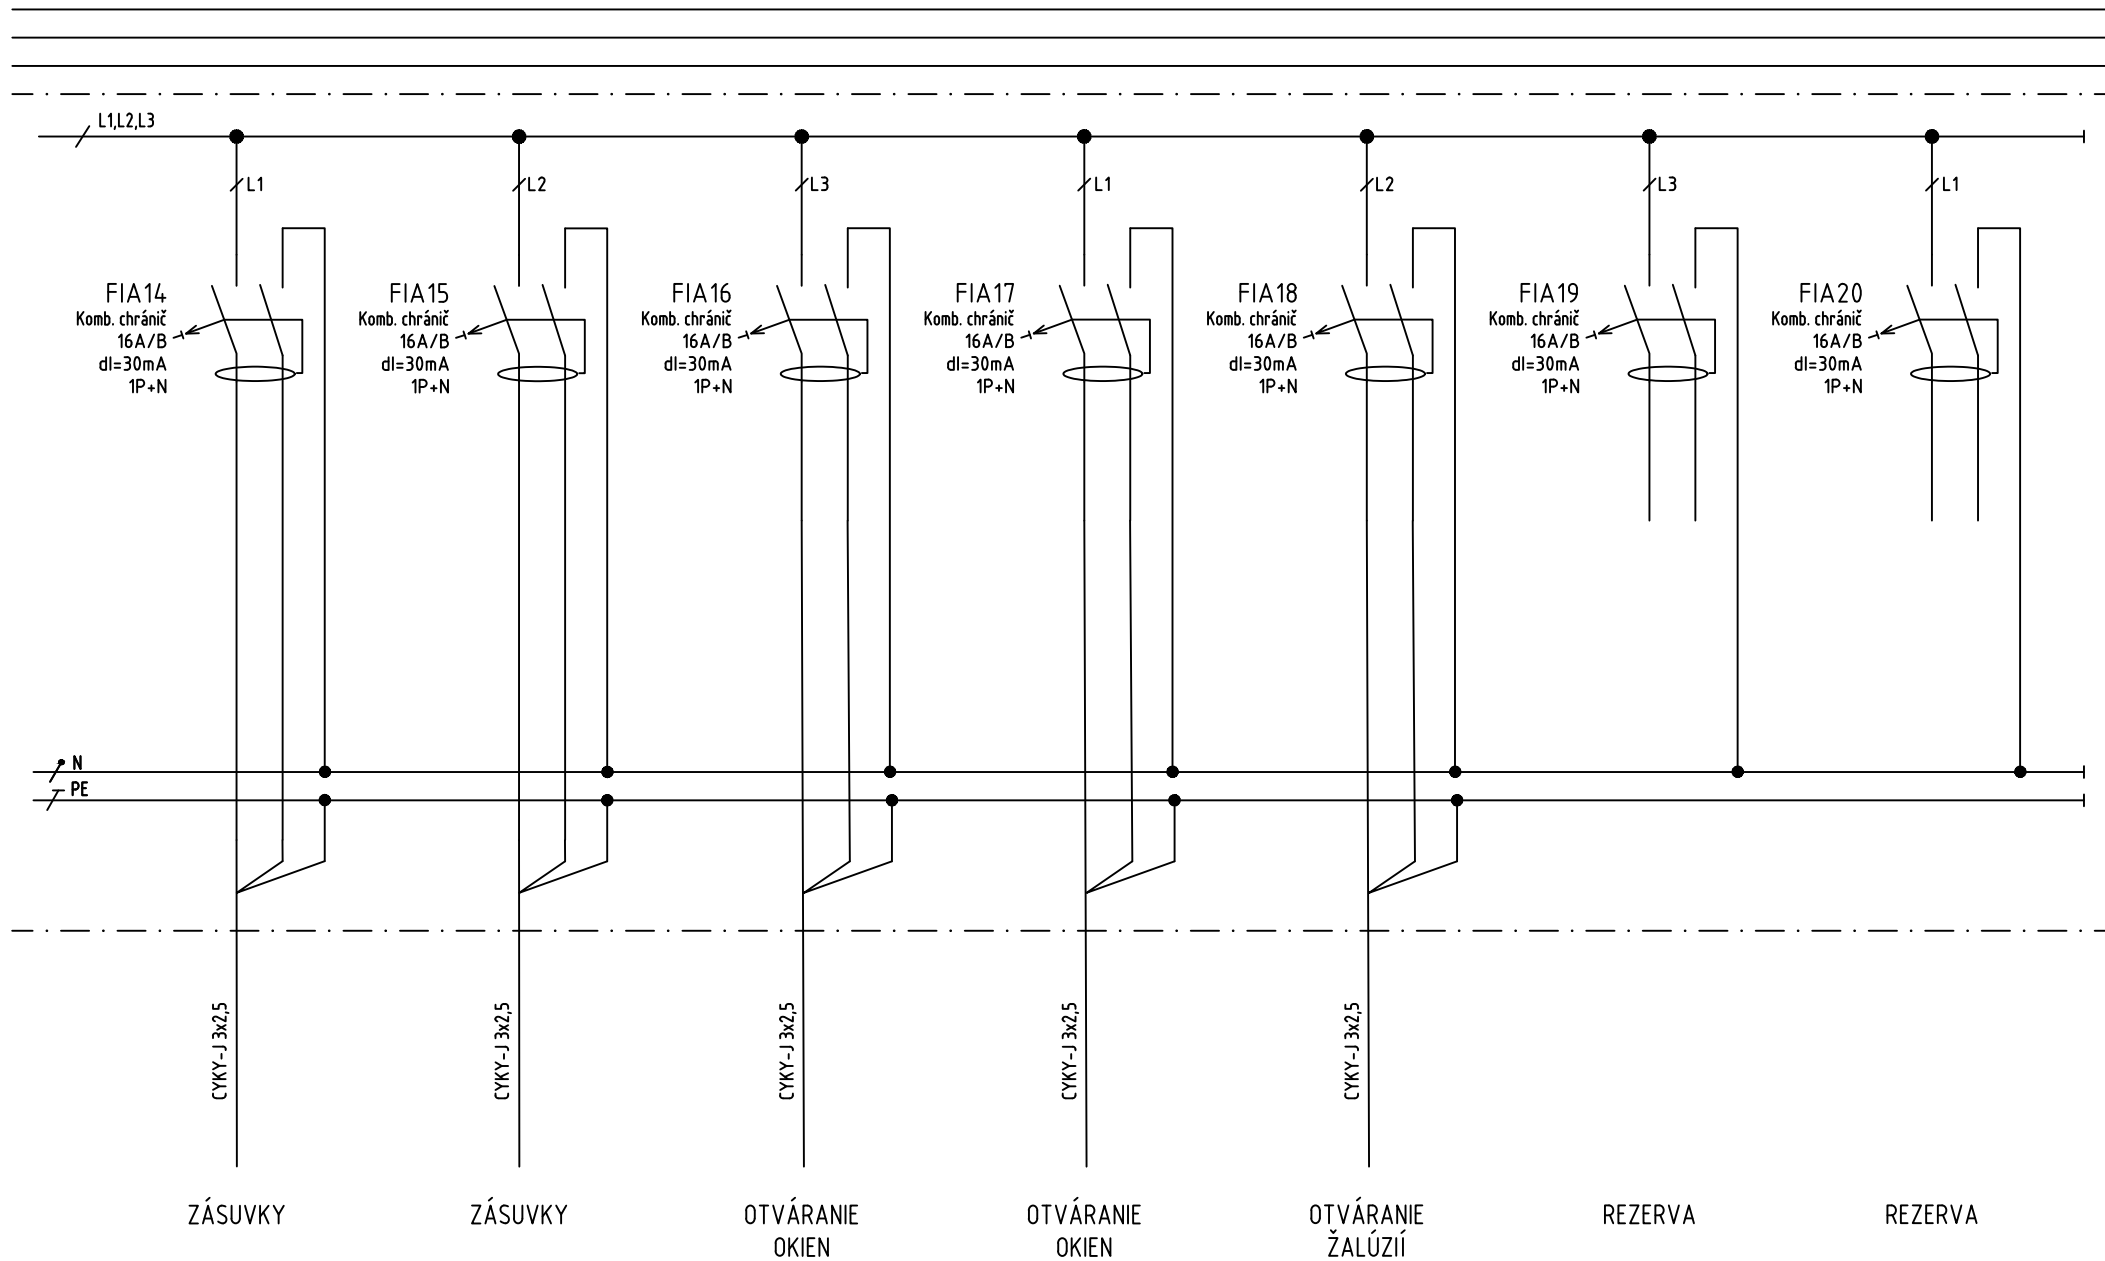 L1,L2,L3
L1
L2
L3
L1
L2
L3
L1
FIA14
Komb. chránič
16A/B
dI=30mA
1P+N
FIA15
Komb. chránič
16A/B
dI=30mA
1P+N
FIA16
Komb. chránič
16A/B
dI=30mA
1P+N
FIA17
Komb. chránič
16A/B
dI=30mA
1P+N
FIA18
Komb. chránič
16A/B
dI=30mA
1P+N
FIA19
Komb. chránič
16A/B
dI=30mA
1P+N
FIA20
Komb. chránič
16A/B
dI=30mA
1P+N
N
PE
CYKY-J 3x2,5
CYKY-J 3x2,5
CYKY-J 3x2,5
CYKY-J 3x2,5
CYKY-J 3x2,5
ZÁSUVKY
ZÁSUVKY
OTVÁRANIE
OKIEN
OTVÁRANIE
OKIEN
OTVÁRANIE
ŽALÚZIÍ
REZERVA
REZERVA